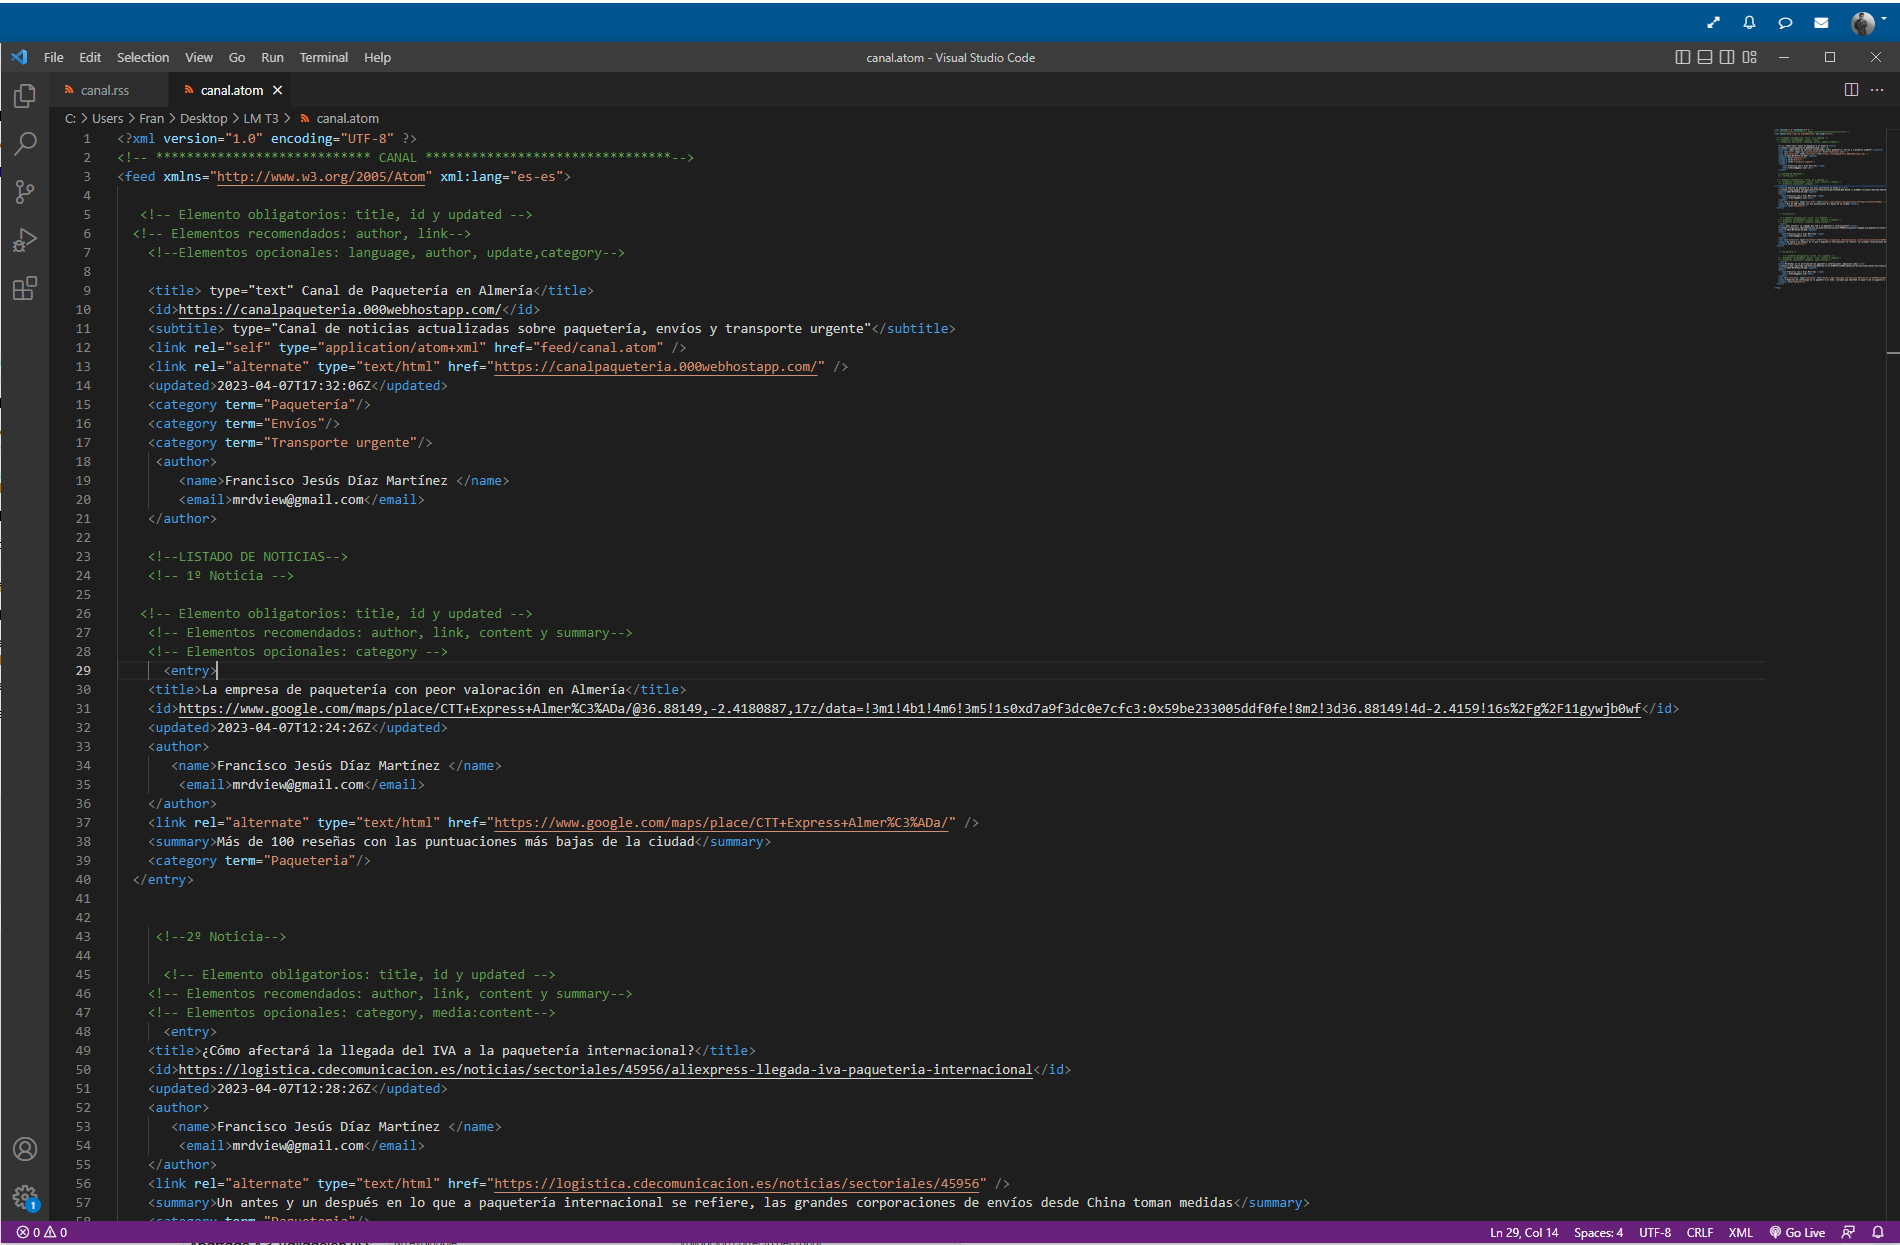 File Edit Selection View Go Run Terminal Help
canal.atom - Visual Studio Code
canal.rss
canal.atom
C: > Users > Fran > Desktop > LM T3 > canal.atom
1 <?xml version="1.0" encoding="UTF-8" ?>
2 <!-- **************************** CANAL ********************************-->
3 <feed xmlns="http://www.w3.org/2005/Atom" xml:lang="es-es">
4
5 <!-- Elemento obligatorios: title, id y updated -->
6 <!-- Elementos recomendados: author, link-->
7 <!--Elementos opcionales: language, author, update,category-->
8
9 <title> type="text" Canal de Paquetería en Almería</title>
10 <id>https://canalpaqueteria.000webhostapp.com/</id>
11 <subtitle> type="Canal de noticias actualizadas sobre paquetería, envíos y transporte urgente"</subtitle>
12 <link rel="self" type="application/atom+xml" href="feed/canal.atom" />
13 <link rel="alternate" type="text/html" href="https://canalpaqueteria.000webhostapp.com/" />
14 <updated>2023-04-07T17:32:06Z</updated>
15 <category term="Paquetería"/>
16 <category term="Envíos"/>
17 <category term="Transporte urgente"/>
18 <author>
19 <name>Francisco Jesús Díaz Martínez </name>
20 <email>mrdview@gmail.com</email>
21 </author>
22
23 <!--LISTADO DE NOTICIAS-->
24 <!-- 1º Noticia -->
25
26 <!-- Elemento obligatorios: title, id y updated -->
27 <!-- Elementos recomendados: author, link, content y summary-->
28 <!-- Elementos opcionales: category -->
29 <entry>
30 <title>La empresa de paquetería con peor valoración en Almería</title>
31 <id>https://www.google.com/maps/place/CTT+Express+Almer%C3%ADa/@36.88149,-2.4180887,17z/data=!3m1!4b1!4m6!3m5!1s0xd7a9f3dc0e7cfc3:0x59be233005ddf0fe!8m2!3d36.88149!4d-2.4159!16s%2Fg%2F11gywjb0wf</id>
32 <updated>2023-04-07T12:24:26Z</updated>
33 <author>
34 <name>Francisco Jesús Díaz Martínez </name>
35 <email>mrdview@gmail.com</email>
36 </author>
37 <link rel="alternate" type="text/html" href="https://www.google.com/maps/place/CTT+Express+Almer%C3%ADa/" />
38 <summary>Más de 100 reseñas con las puntuaciones más bajas de la ciudad</summary>
39 <category term="Paqueteria"/>
40 </entry>
41
42
43 <!--2º Noticia-->
44
45 <!-- Elemento obligatorios: title, id y updated -->
46 <!-- Elementos recomendados: author, link, content y summary-->
47 <!-- Elementos opcionales: category, media:content-->
48 <entry>
49 <title>¿Cómo afectará la llegada del IVA a la paquetería internacional?</title>
50 <id>https://logistica.cdecomunicacion.es/noticias/sectoriales/45956/aliexpress-llegada-iva-paqueteria-internacional</id>
51 <updated>2023-04-07T12:28:26Z</updated>
52 <author>
53 <name>Francisco Jesús Díaz Martínez </name>
54 <email>mrdview@gmail.com</email>
55 </author>
56 <link rel="alternate" type="text/html" href="https://logistica.cdecomunicacion.es/noticias/sectoriales/45956" />
57 <summary>Un antes y un después en lo que a paquetería internacional se refiere, las grandes corporaciones de envíos desde China toman medidas</summary>
58 <category term="Paqueteria"/>
1
0 0 Ln 29, Col 14 Spaces: 4 UTF-8 CRLF XML Go Live